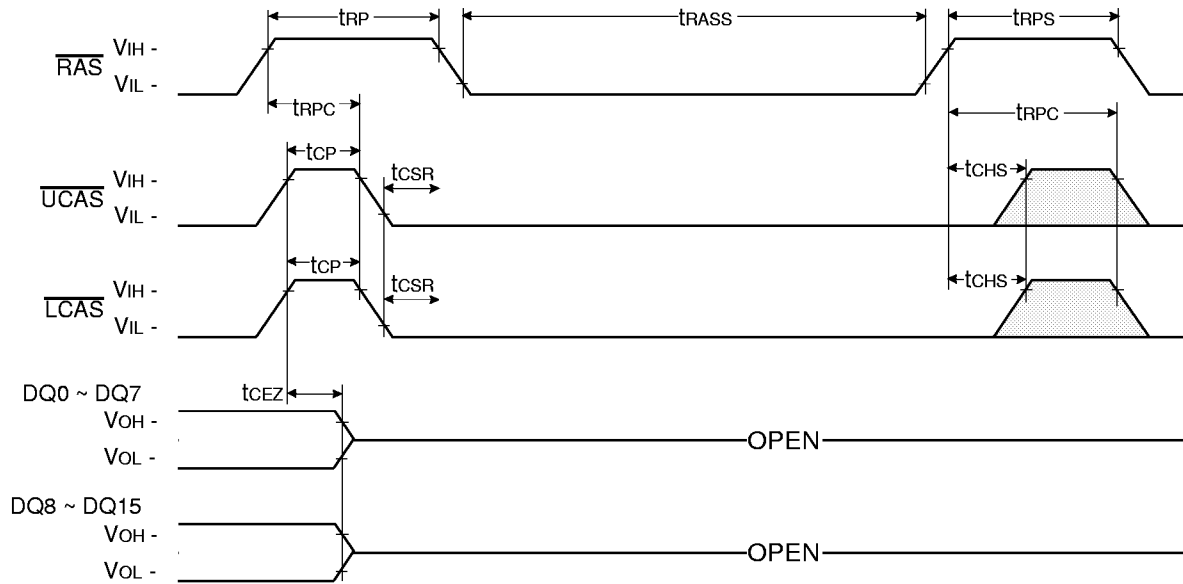 tRP tRASS tRPS
RAS VIH -
VIL -
tRPC tRPC
tCP tCSR tCHS
UCAS VIH -
VIL -
tCP tCSR tCHS
LCAS VIH -
VIL -
DQ0 ~ DQ7 tCEZ
VOH -
VOL -
OPEN
DQ8 ~ DQ15
VOH -
VOL -
OPEN